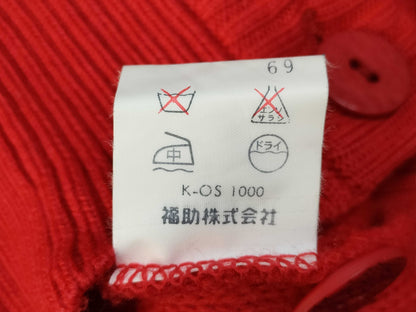 69
エンソ
サラシ
中
ドライ
K-OS 1000
福助株式会社